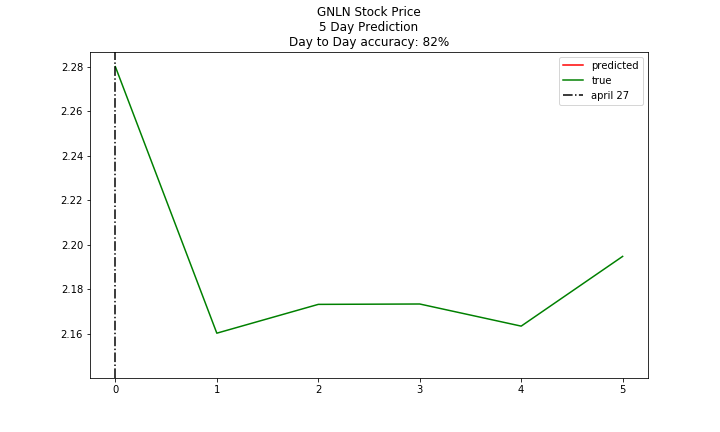 GNLN Stock Price
5 Day Prediction
Day to Day accuracy: 82%
predicted
true
april 27
2.28
2.26
2.24
2.22
2.20
2.18
2.16
0 1 2 3 4 5